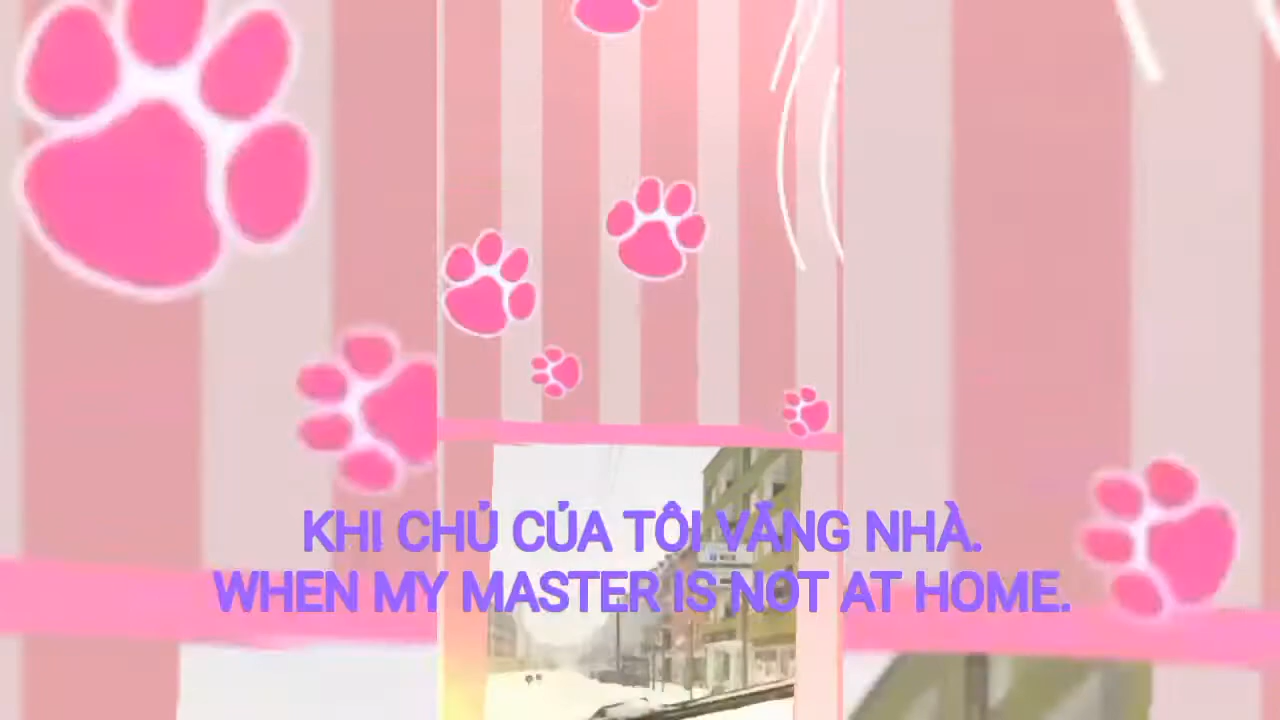 KHI CHỦ CỦA TÔI VẮNG NHÀ.
WHEN MY MASTER IS NOT AT HOME.